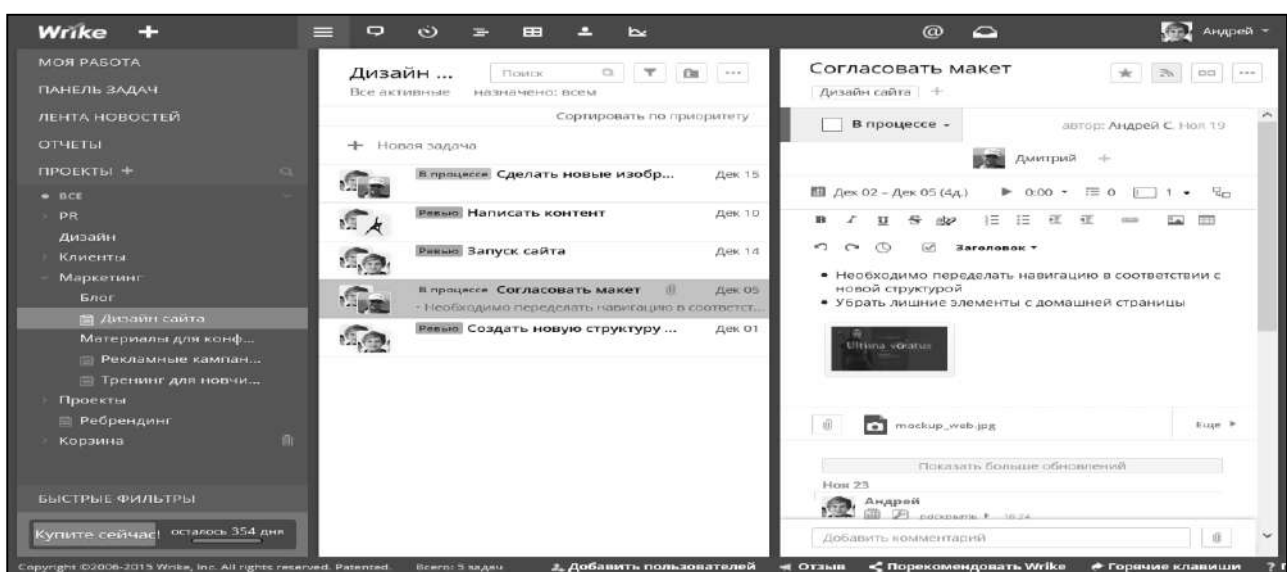 Wrike +
@
Андрей
МОЯ РАБОТА
ПАНЕЛЬ ЗАДАЧ
ЛЕНТА НОВОСТЕЙ
ОТЧЕТЫ
ПРОЕКТЫ +
ВСЕ
PR
Дизайн
Клиенты
Маркетинг
Блог
Дизайн сайта
Материалы для конф...
Рекламные кампан...
Тренинг для новчи...
Проекты
Ребрендинг
Корзина
БЫСТРЫЕ ФИЛЬТРЫ
Купите сейчас! осталось 354 дня
Дизайн ... Поиск
Все активные назначено: всем
Сортировать по приоритету
+ Новая задача
В процессе Сделать новые изобр... Дек 15
Ревью Написать контент Дек 10
Ревью Запуск сайта Дек 14
В процессе Согласовать макет Дек 05
• Необходимо переделать навигацию в соответст...
Ревью Создать новую структуру ... Дек 01
Согласовать макет
Дизайн сайта +
В процессе автор: Андрей С. Ноя 19
Дмитрий +
Дек 02 – Дек 05 (4д.) 0:00 0 1
Заголовок
• Необходимо переделать навигацию в соответствии с
новой структурой
• Убрать лишние элементы с домашней страницы
Ultima
mockup_web.jpg Еще
Показать больше обновлений
Ноя 23
Андрей
раскрыть 16:24
Добавить комментарий
Copyright ©2006-2015 Wrike, Inc. All rights reserved. Patented. Всего: 5 задач Добавить пользователей Отзыв Порекомендовать Wrike Горячие клавиши ?